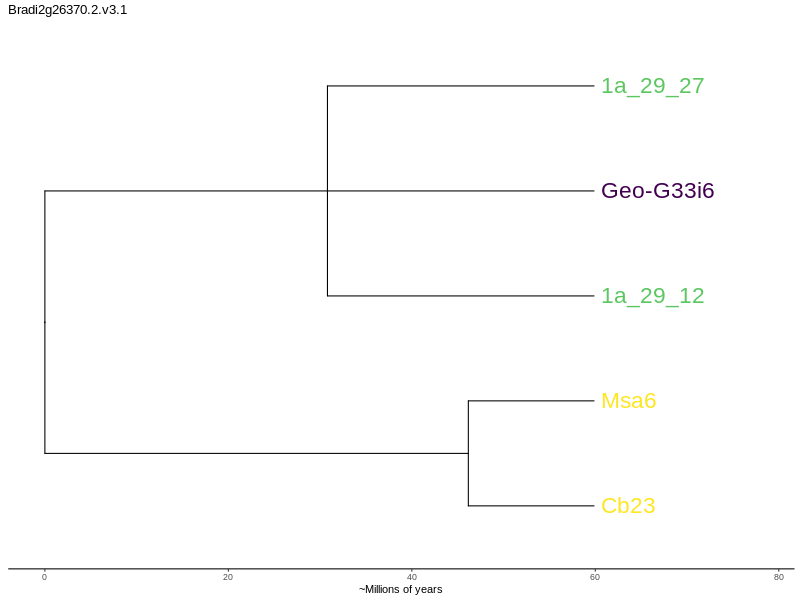 Bradi2g26370.2.v3.1
1a_29_27
Geo-G33i6
1a_29_12
Msa6
Cb23
0 20 40 60 80
~Millions of years